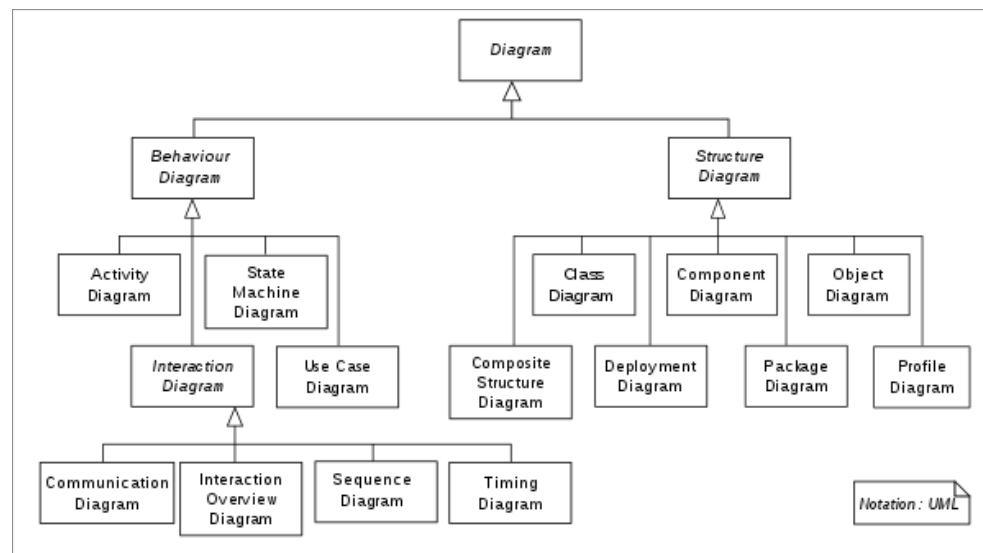 Diagram
Behaviour
Diagram
Structure
Diagram
Activity
Diagram
State
Machine
Diagram
Class
Diagram
Component
Diagram
Object
Diagram
Interaction
Diagram
Use Case
Diagram
Composite
Structure
Diagram
Deployment
Diagram
Package
Diagram
Profile
Diagram
Communication
Diagram
Interaction
Overview
Diagram
Sequence
Diagram
Timing
Diagram
Notation : UML